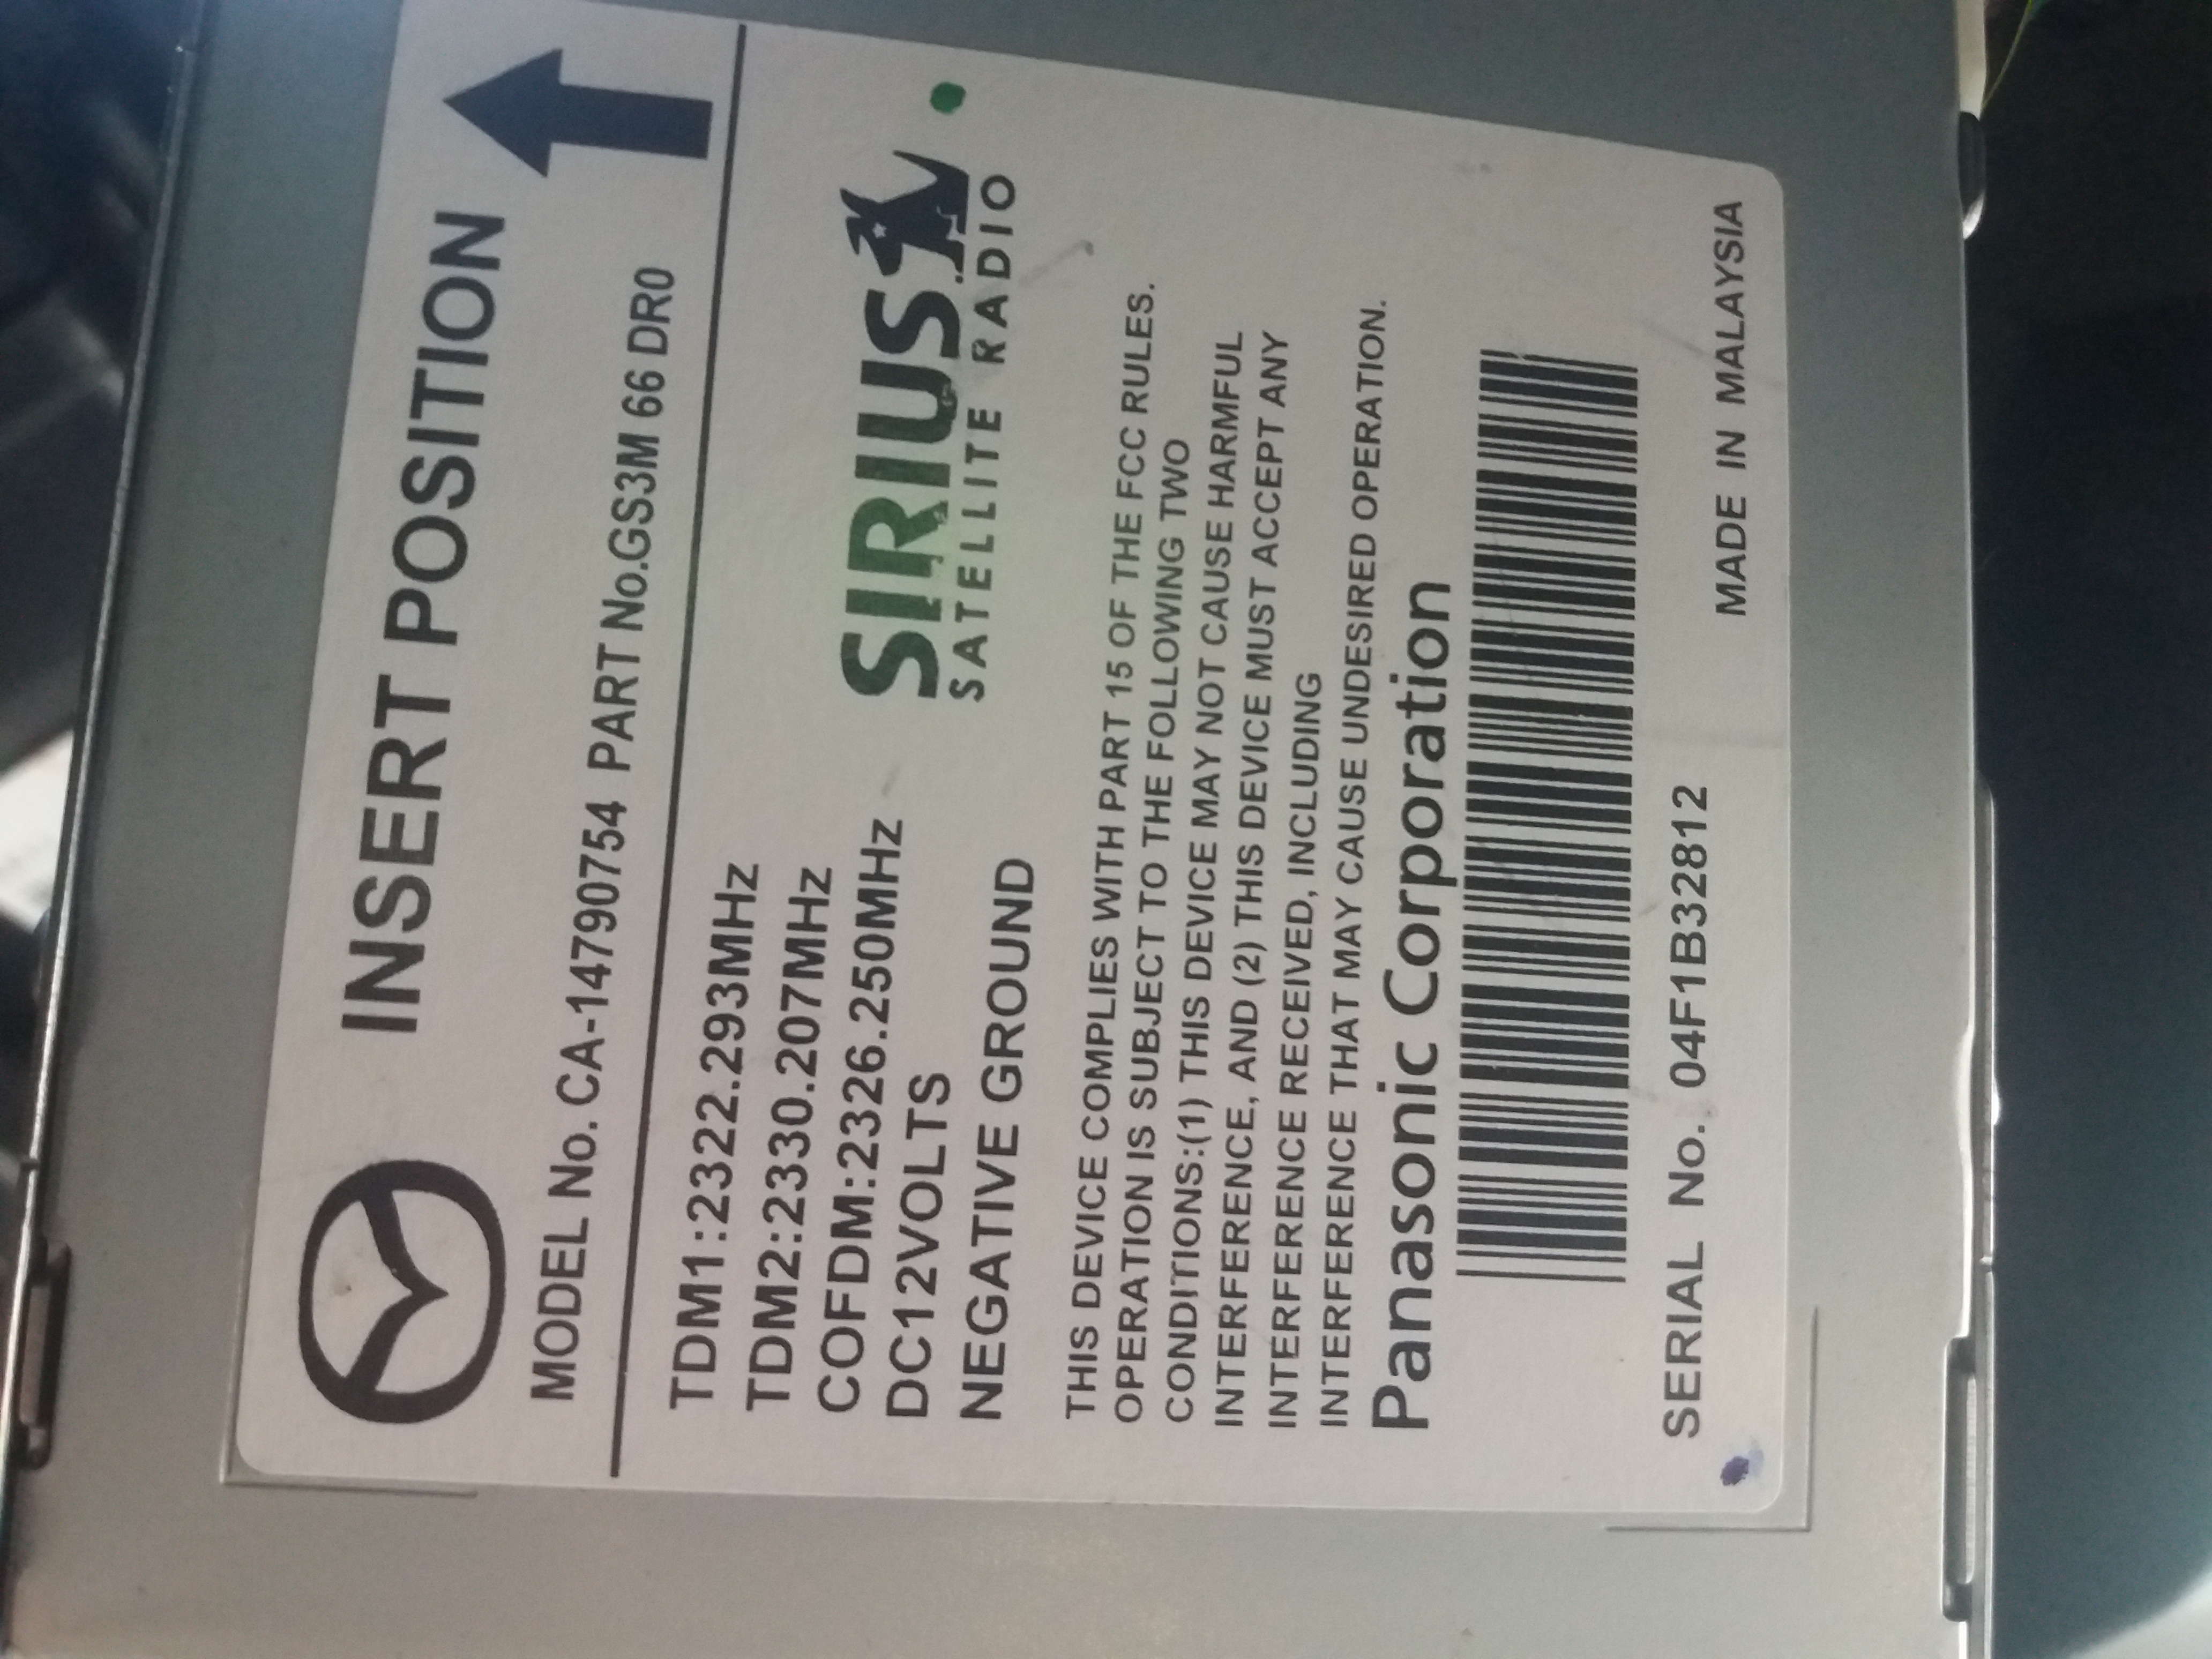 INSERT POSITION
MODEL No. CA-14790754 PART No.GS3M 66 DR0
TDM1:2322.293MHz
TDM2:2330.207MHz
COFDM:2326.250MHz
DC12VOLTS
NEGATIVE GROUND
SIRIUS
SATELLITE RADIO
THIS DEVICE COMPLIES WITH PART 15 OF THE FCC RULES.
OPERATION IS SUBJECT TO THE FOLLOWING TWO
CONDITIONS:(1) THIS DEVICE MAY NOT CAUSE HARMFUL
INTERFERENCE, AND (2) THIS DEVICE MUST ACCEPT ANY
INTERFERENCE RECEIVED, INCLUDING
INTERFERENCE THAT MAY CAUSE UNDESIRED OPERATION.
Panasonic Corporation
SERIAL No. 04F1B32812
MADE IN MALAYSIA